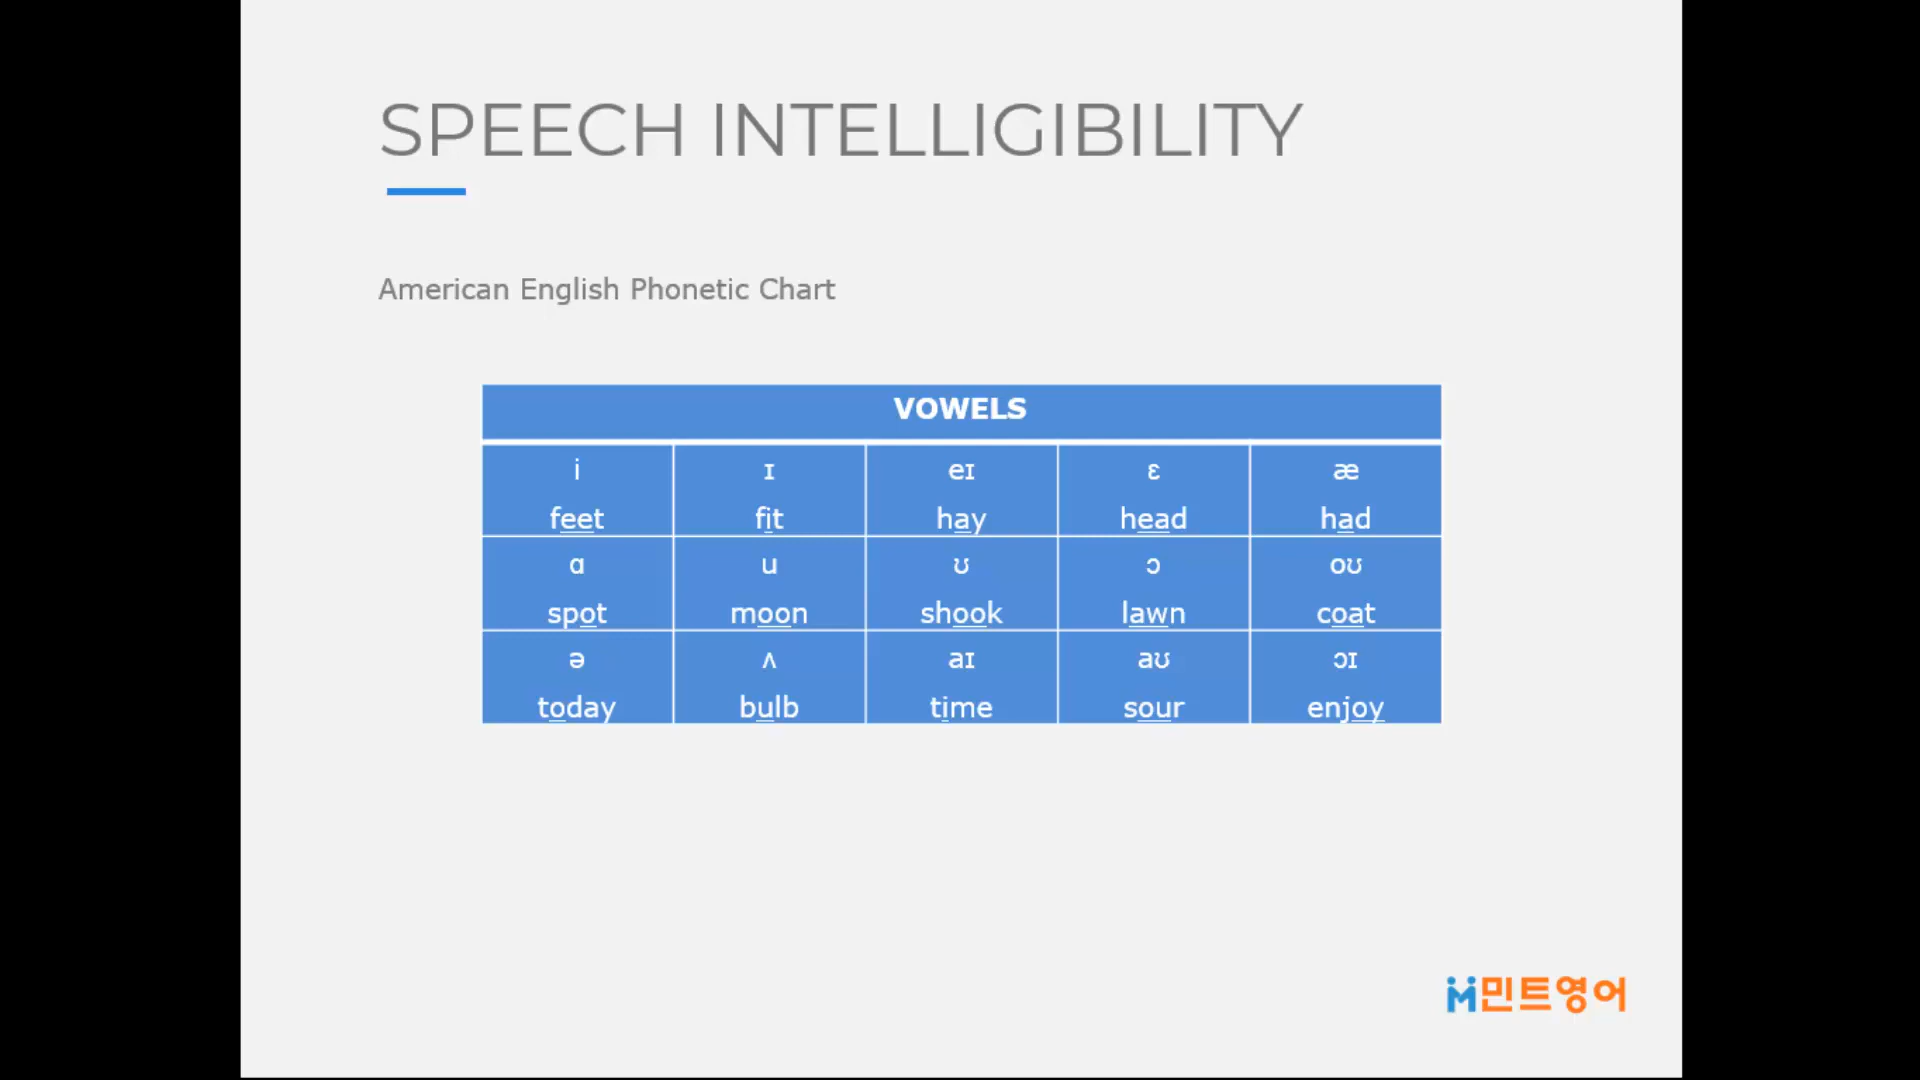 SPEECH INTELLIGIBILITY
American English Phonetic Chart
VOWELS
i ɪ eɪ ɛ æ
feet fit hay head had
ɑ u ʊ ɔ oʊ
spot moon shook lawn coat
ə ʌ aɪ aʊ ɔɪ
today bulb time sour enjoy
민트영어